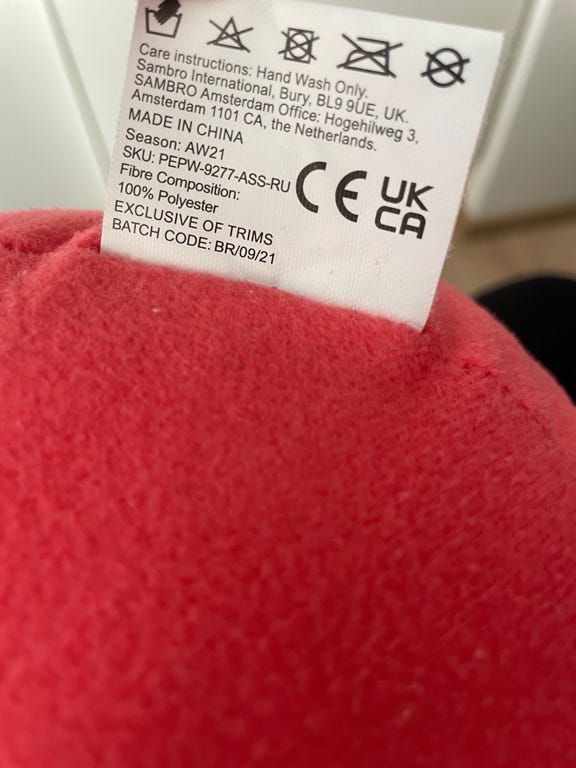 Care instructions: Hand Wash Only.
Sambro International, Bury, BL9 9UE, UK.
SAMBRO Amsterdam Office: Hogehilweg 3,
Amsterdam 1101 CA, the Netherlands.
MADE IN CHINA
Season: AW21
SKU: PEPW-9277-ASS-RU
Fibre Composition:
100% Polyester
EXCLUSIVE OF TRIMS
BATCH CODE: BR/09/21
CE
UK
CA